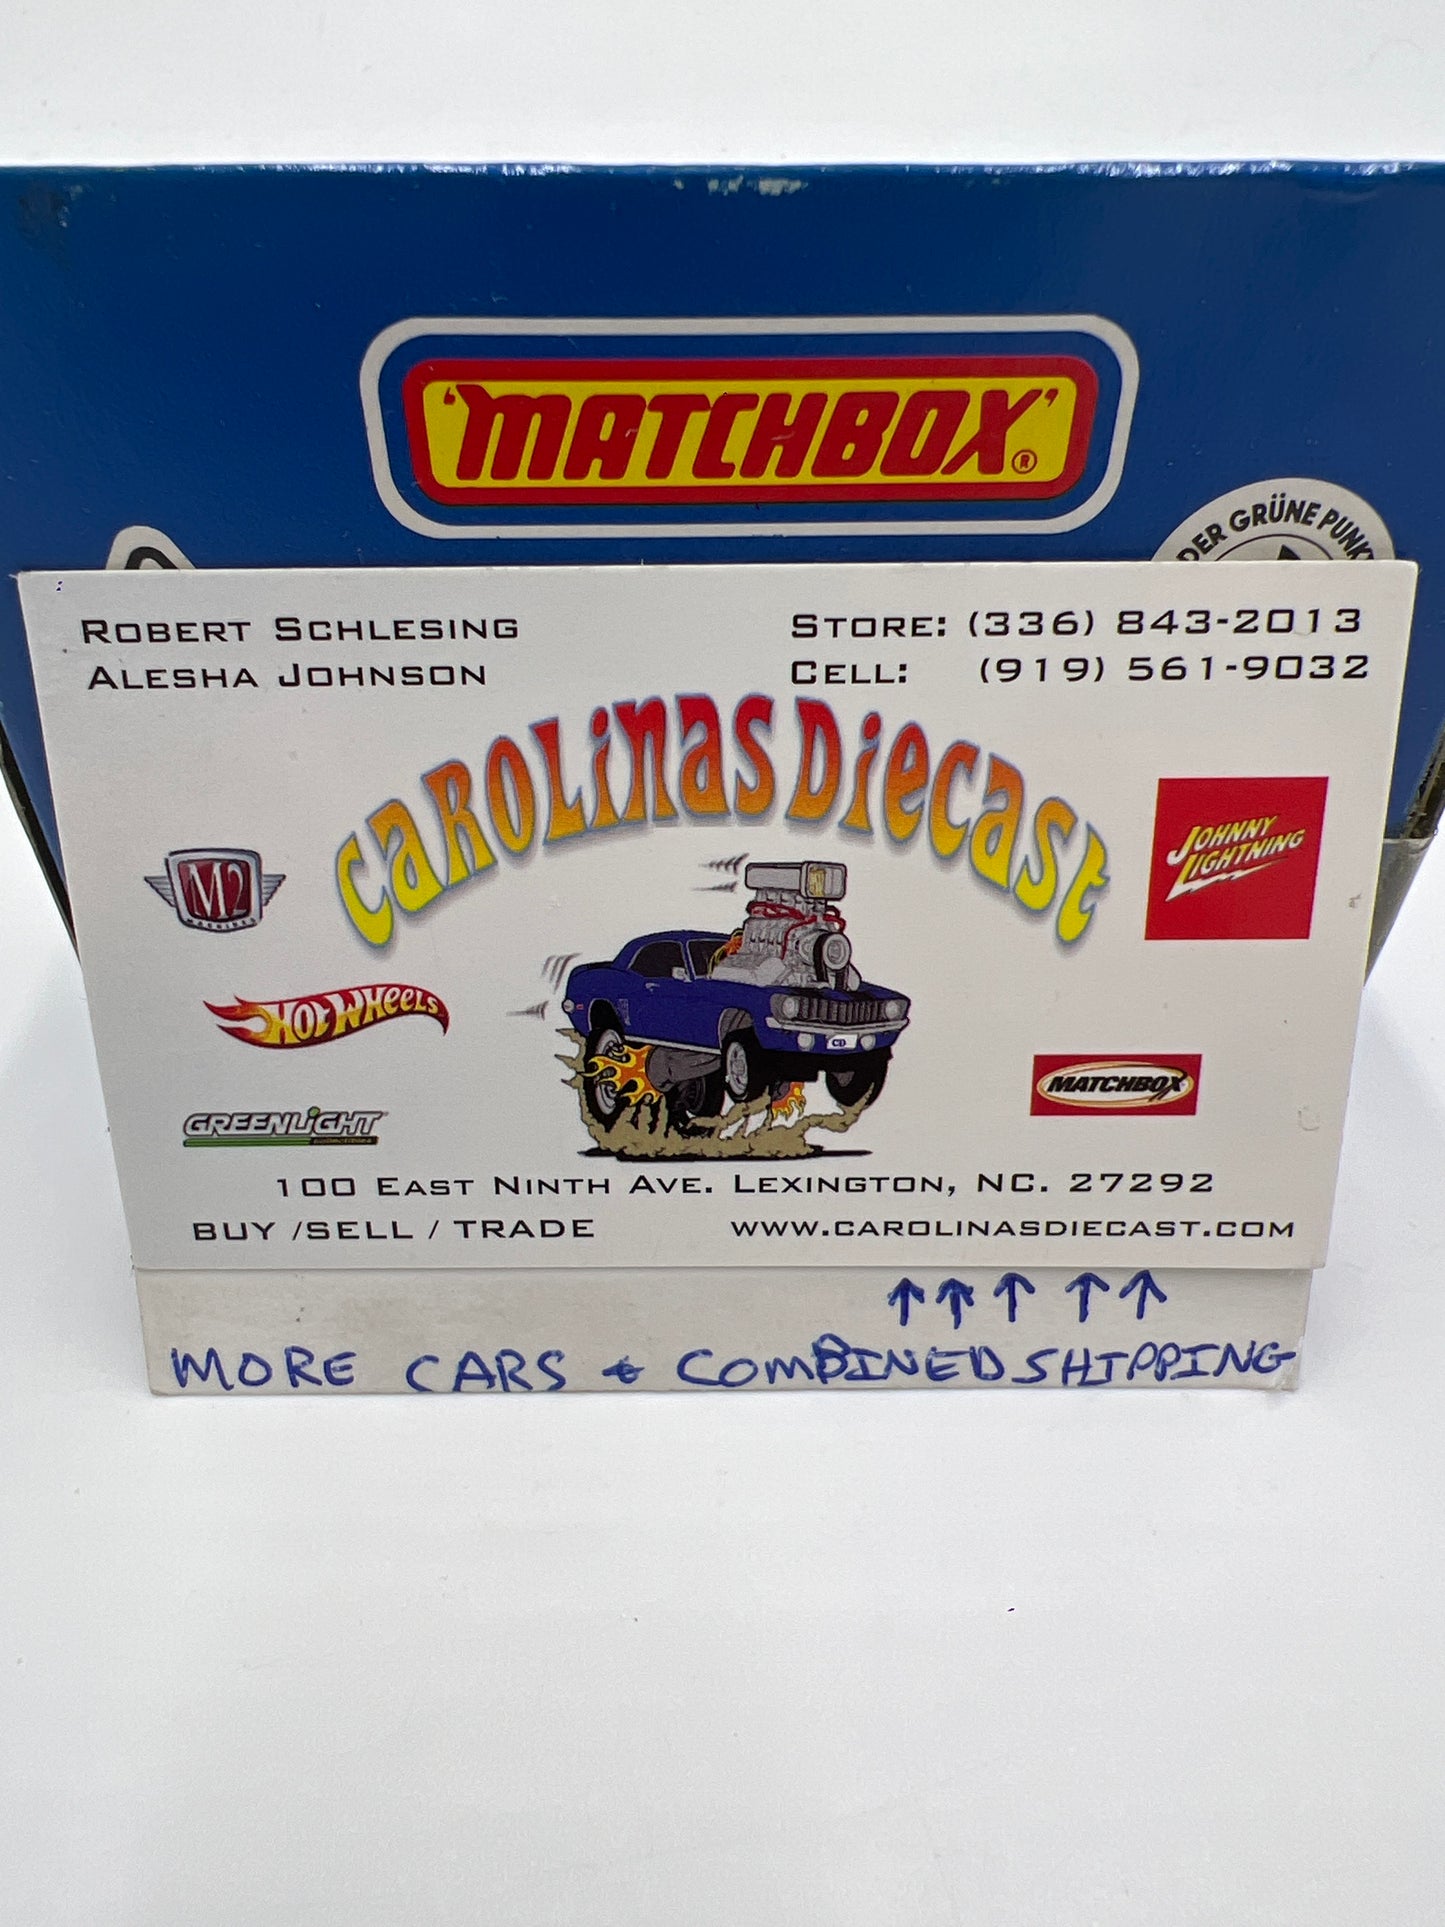 'MATCHBOX'®
DER GRÜNE PUNK
ROBERT SCHLESING
ALESHA JOHNSON
STORE: (336) 843-2013
CELL: (919) 561-9032
CAROLINAS DIECAST
M2
MACHINES
JOHNNY
LIGHTNING
HOT WHEELS
CD
MATCHBOX
GREENLIGHT
100 EAST NINTH AVE. LEXINGTON, NC. 27292
BUY /SELL / TRADE
WWW.CAROLINASDIECAST.COM
↑↑↑ ↑↑
MORE CARS & COMBINED SHIPPING